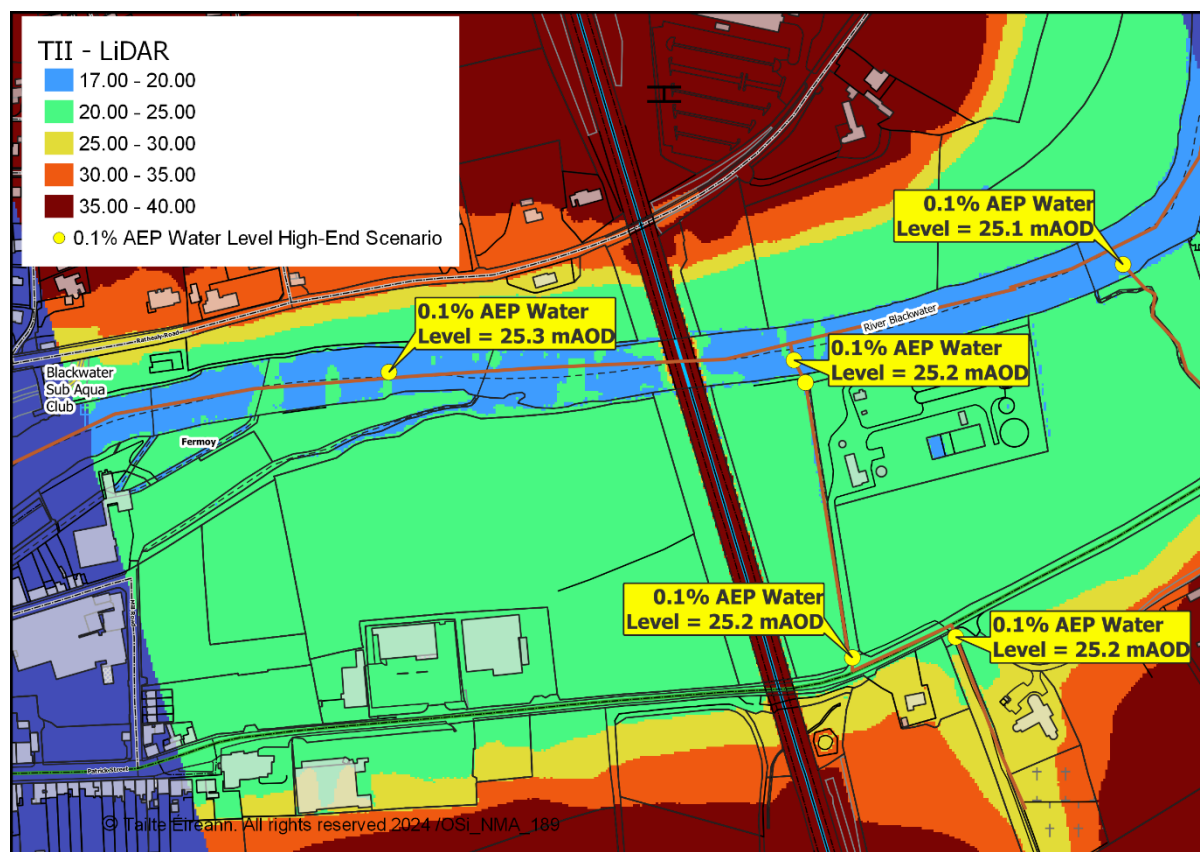 TII - LiDAR
17.00 - 20.00
20.00 - 25.00
25.00 - 30.00
30.00 - 35.00
35.00 - 40.00
0.1% AEP Water Level High-End Scenario
0.1% AEP Water
Level = 25.1 mAOD
0.1% AEP Water
Level = 25.3 mAOD
River Blackwater
Rathealy Road
0.1% AEP Water
Level = 25.2 mAOD
Blackwater
Sub Aqua
Club
Fermoy
0.1% AEP Water
Level = 25.2 mAOD
0.1% AEP Water
Level = 25.2 mAOD
Patrick Street
© Tailte Éireann. All rights reserved 2024 /OSi_NMA_189